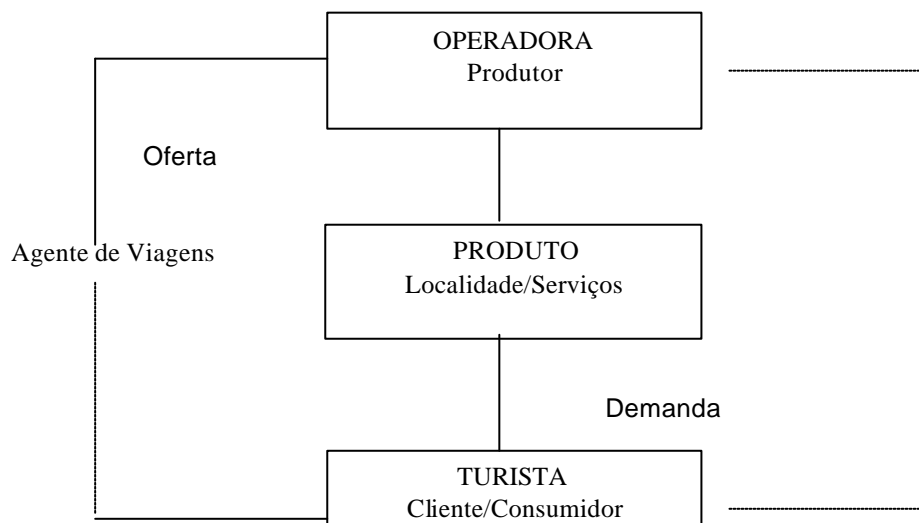 OPERADORA
Produtor
Oferta
Agente de Viagens
PRODUTO
Localidade/Serviços
Demanda
TURISTA
Cliente/Consumidor